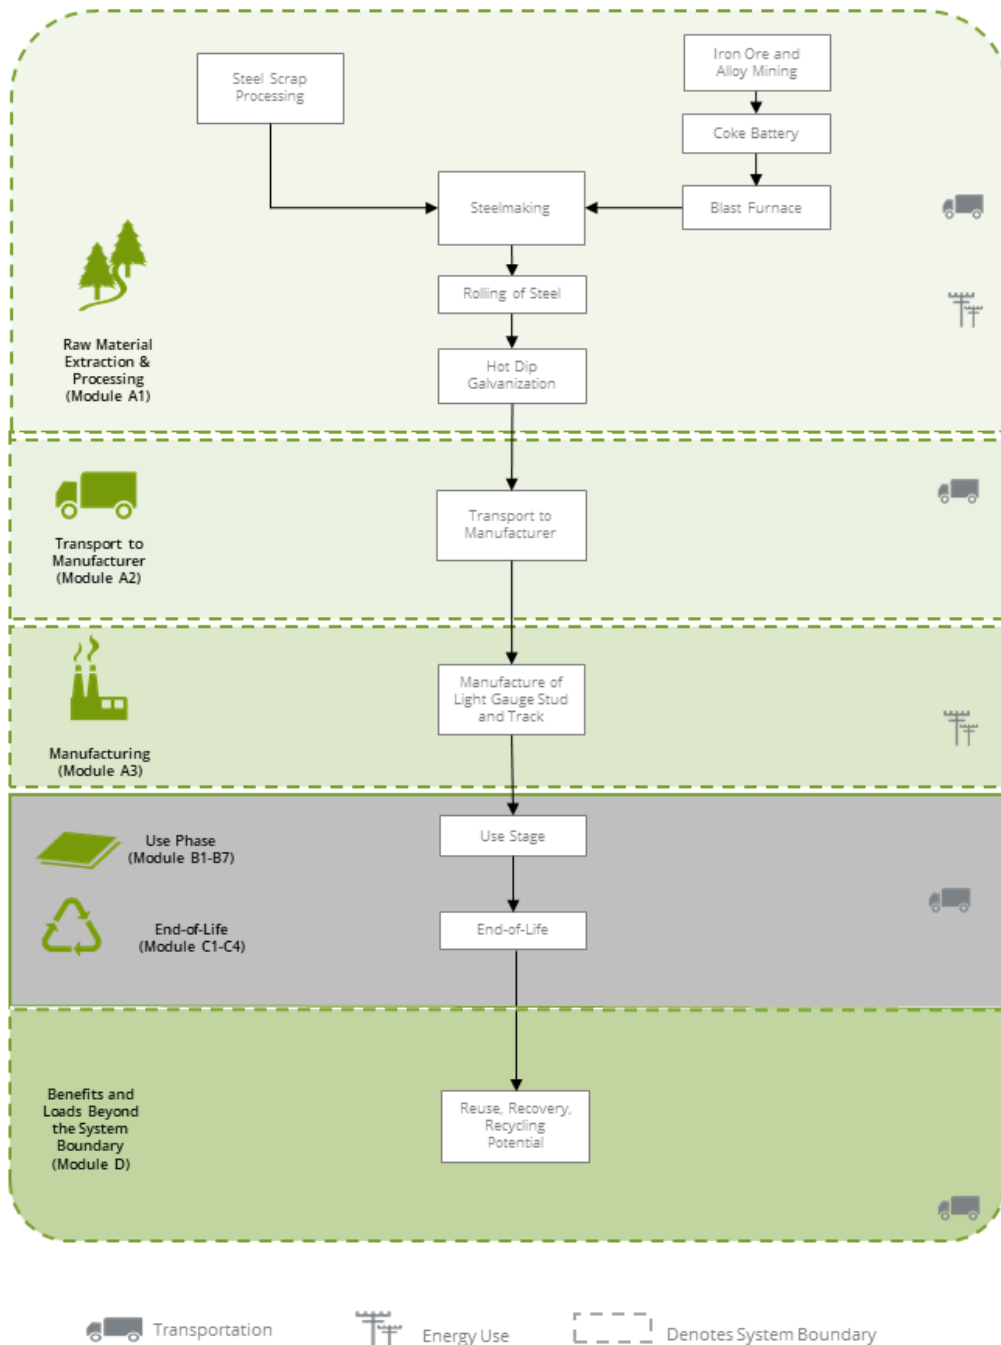 Steel Scrap
Processing
Iron Ore and
Alloy Mining
Coke Battery
Steelmaking
Blast Furnace
Rolling of Steel
Hot Dip
Galvanization
Raw Material
Extraction &
Processing
(Module A1)
Transport to
Manufacturer
(Module A2)
Transport to
Manufacturer
Manufacturing
(Module A3)
Manufacture of
Light Gauge Stud
and Track
Use Phase
(Module B1-B7)
Use Stage
End-of-Life
(Module C1-C4)
End-of-Life
Benefits and
Loads Beyond
the System
Boundary
(Module D)
Reuse, Recovery,
Recycling
Potential
Transportation
Energy Use
Denotes System Boundary